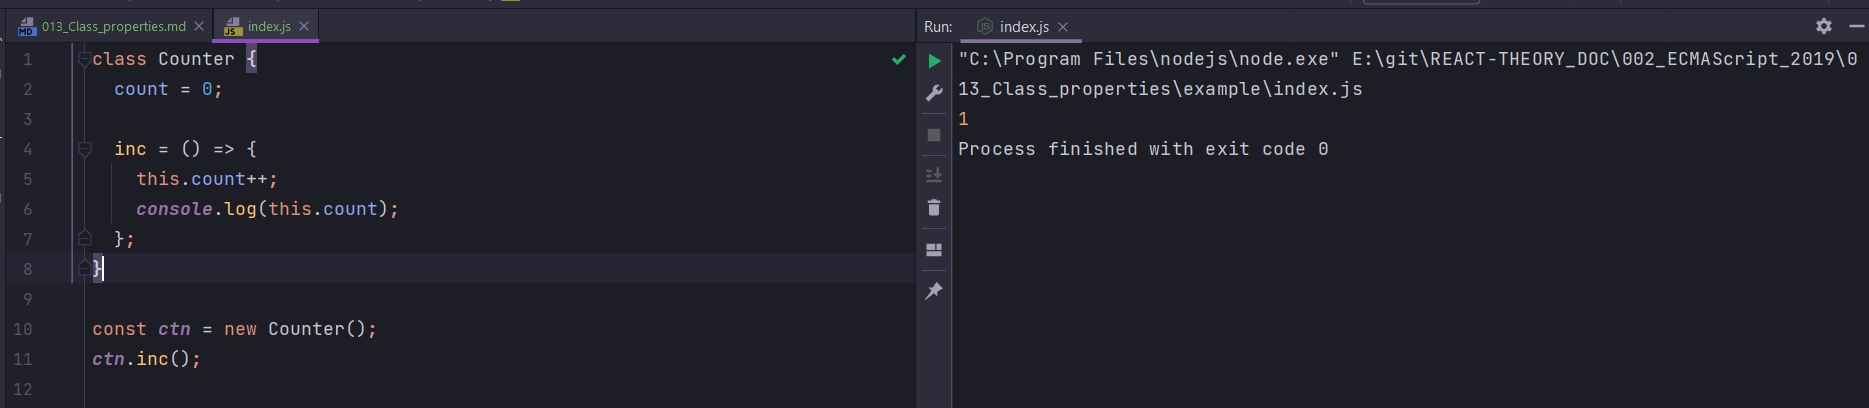 013_Class_properties.md
index.js
Run:
index.js
1 class Counter {
2 count = 0;
3
4 inc = () => {
5 this.count++;
6 console.log(this.count);
7 };
8 }
9
10 const ctn = new Counter();
11 ctn.inc();
12
"C:\Program Files\nodejs\node.exe" E:\git\REACT-THEORY_DOC\002_ECMAScript_2019\0
13_Class_properties\example\index.js
1
Process finished with exit code 0